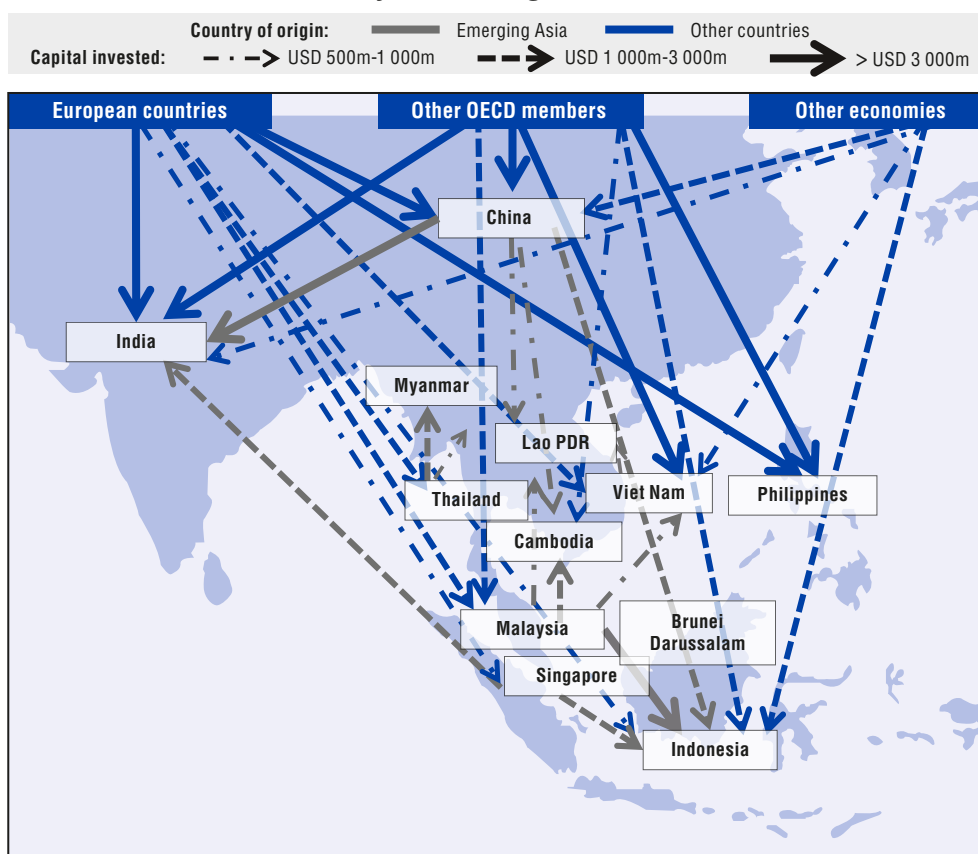 Country of origin: Emerging Asia Other countries
Capital invested: USD 500m-1 000m USD 1 000m-3 000m > USD 3 000m
European countries Other OECD members Other economies
China
India
Myanmar
Lao PDR
Thailand Viet Nam Philippines
Cambodia
Malaysia
Brunei
Darussalam
Singapore
Indonesia